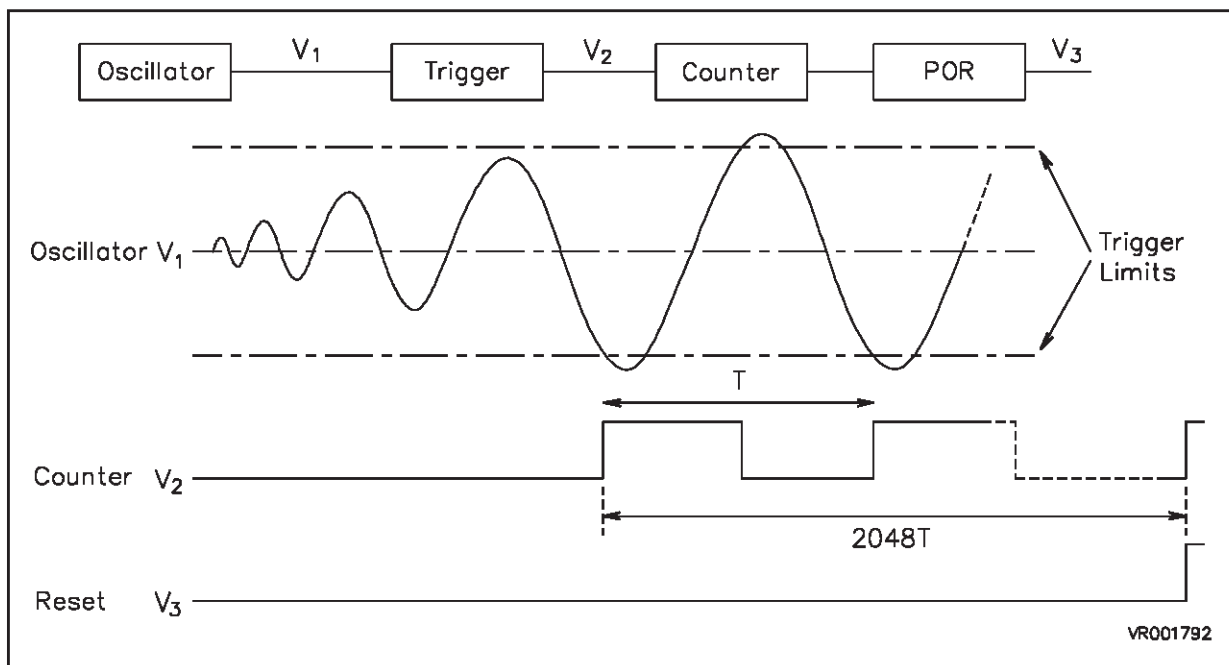 V1 V2 V3
Oscillator Trigger Counter POR
Oscillator V1
Trigger
Limits
T
Counter V2
2048T
Reset V3
VR001792